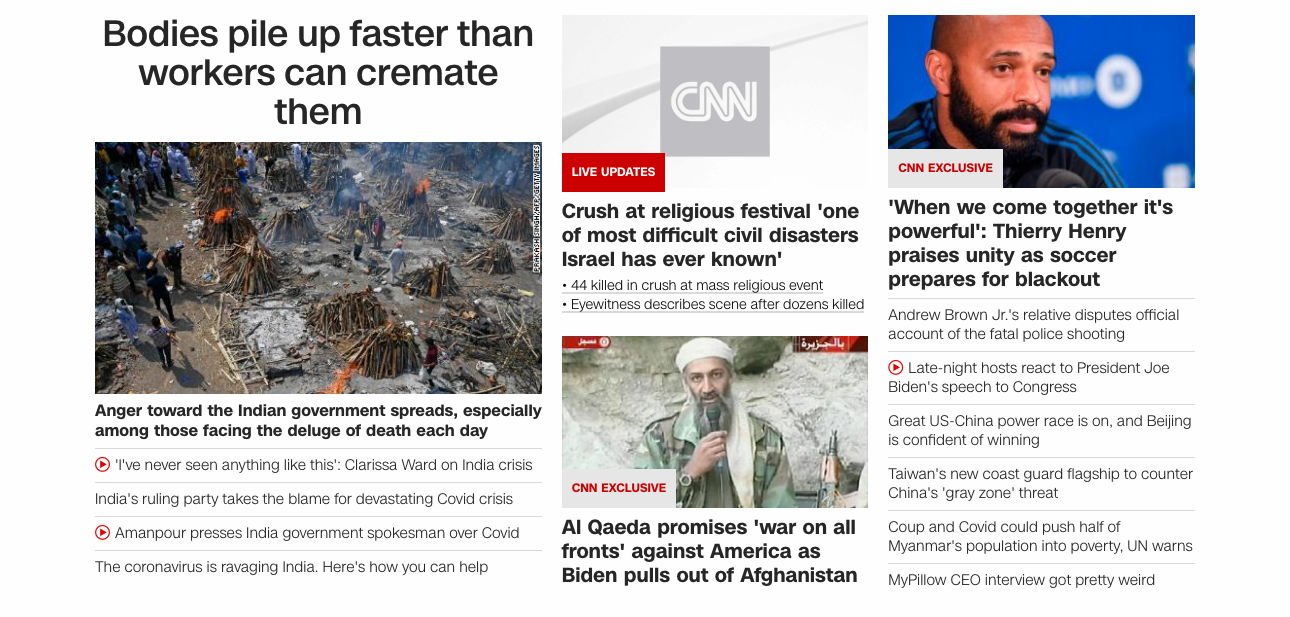 Bodies pile up faster than
workers can cremate
them
PRAKASH SINGH/AFP/GETTY IMAGES
Anger toward the Indian government spreads, especially
among those facing the deluge of death each day
'I've never seen anything like this': Clarissa Ward on India crisis
India's ruling party takes the blame for devastating Covid crisis
Amanpour presses India government spokesman over Covid
The coronavirus is ravaging India. Here's how you can help
CNN
LIVE UPDATES
Crush at religious festival 'one
of most difficult civil disasters
Israel has ever known'
• 44 killed in crush at mass religious event
• Eyewitness describes scene after dozens killed
مسجل
بالجزيرة
CNN EXCLUSIVE
Al Qaeda promises 'war on all
fronts' against America as
Biden pulls out of Afghanistan
CNN EXCLUSIVE
'When we come together it's
powerful': Thierry Henry
praises unity as soccer
prepares for blackout
Andrew Brown Jr.'s relative disputes official
account of the fatal police shooting
Late-night hosts react to President Joe
Biden's speech to Congress
Great US-China power race is on, and Beijing
is confident of winning
Taiwan's new coast guard flagship to counter
China's 'gray zone' threat
Coup and Covid could push half of
Myanmar's population into poverty, UN warns
MyPillow CEO interview got pretty weird